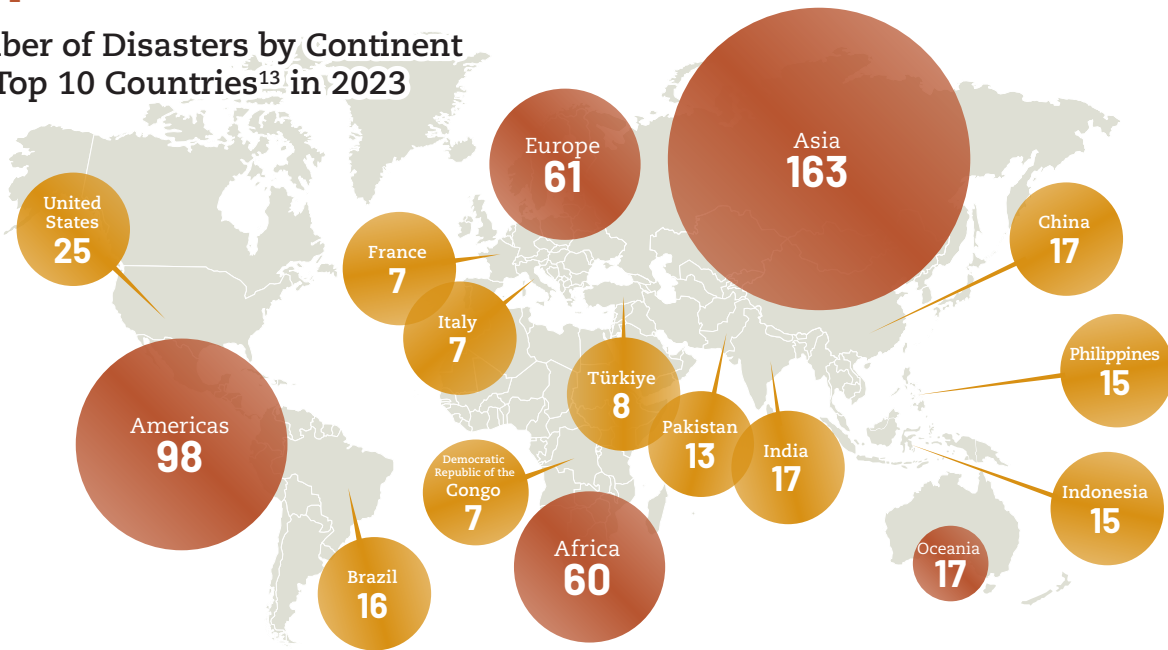 of Disasters by Continent
Top 10 Countries¹³ in 2023
Europe
61
Asia
163
United
States
25
China
17
France
7
Italy
7
Philippines
15
Türkiye
8
Americas
98
Pakistan
13
India
17
Democratic
Republic of the
Congo
7
Indonesia
15
Africa
60
Oceania
17
Brazil
16